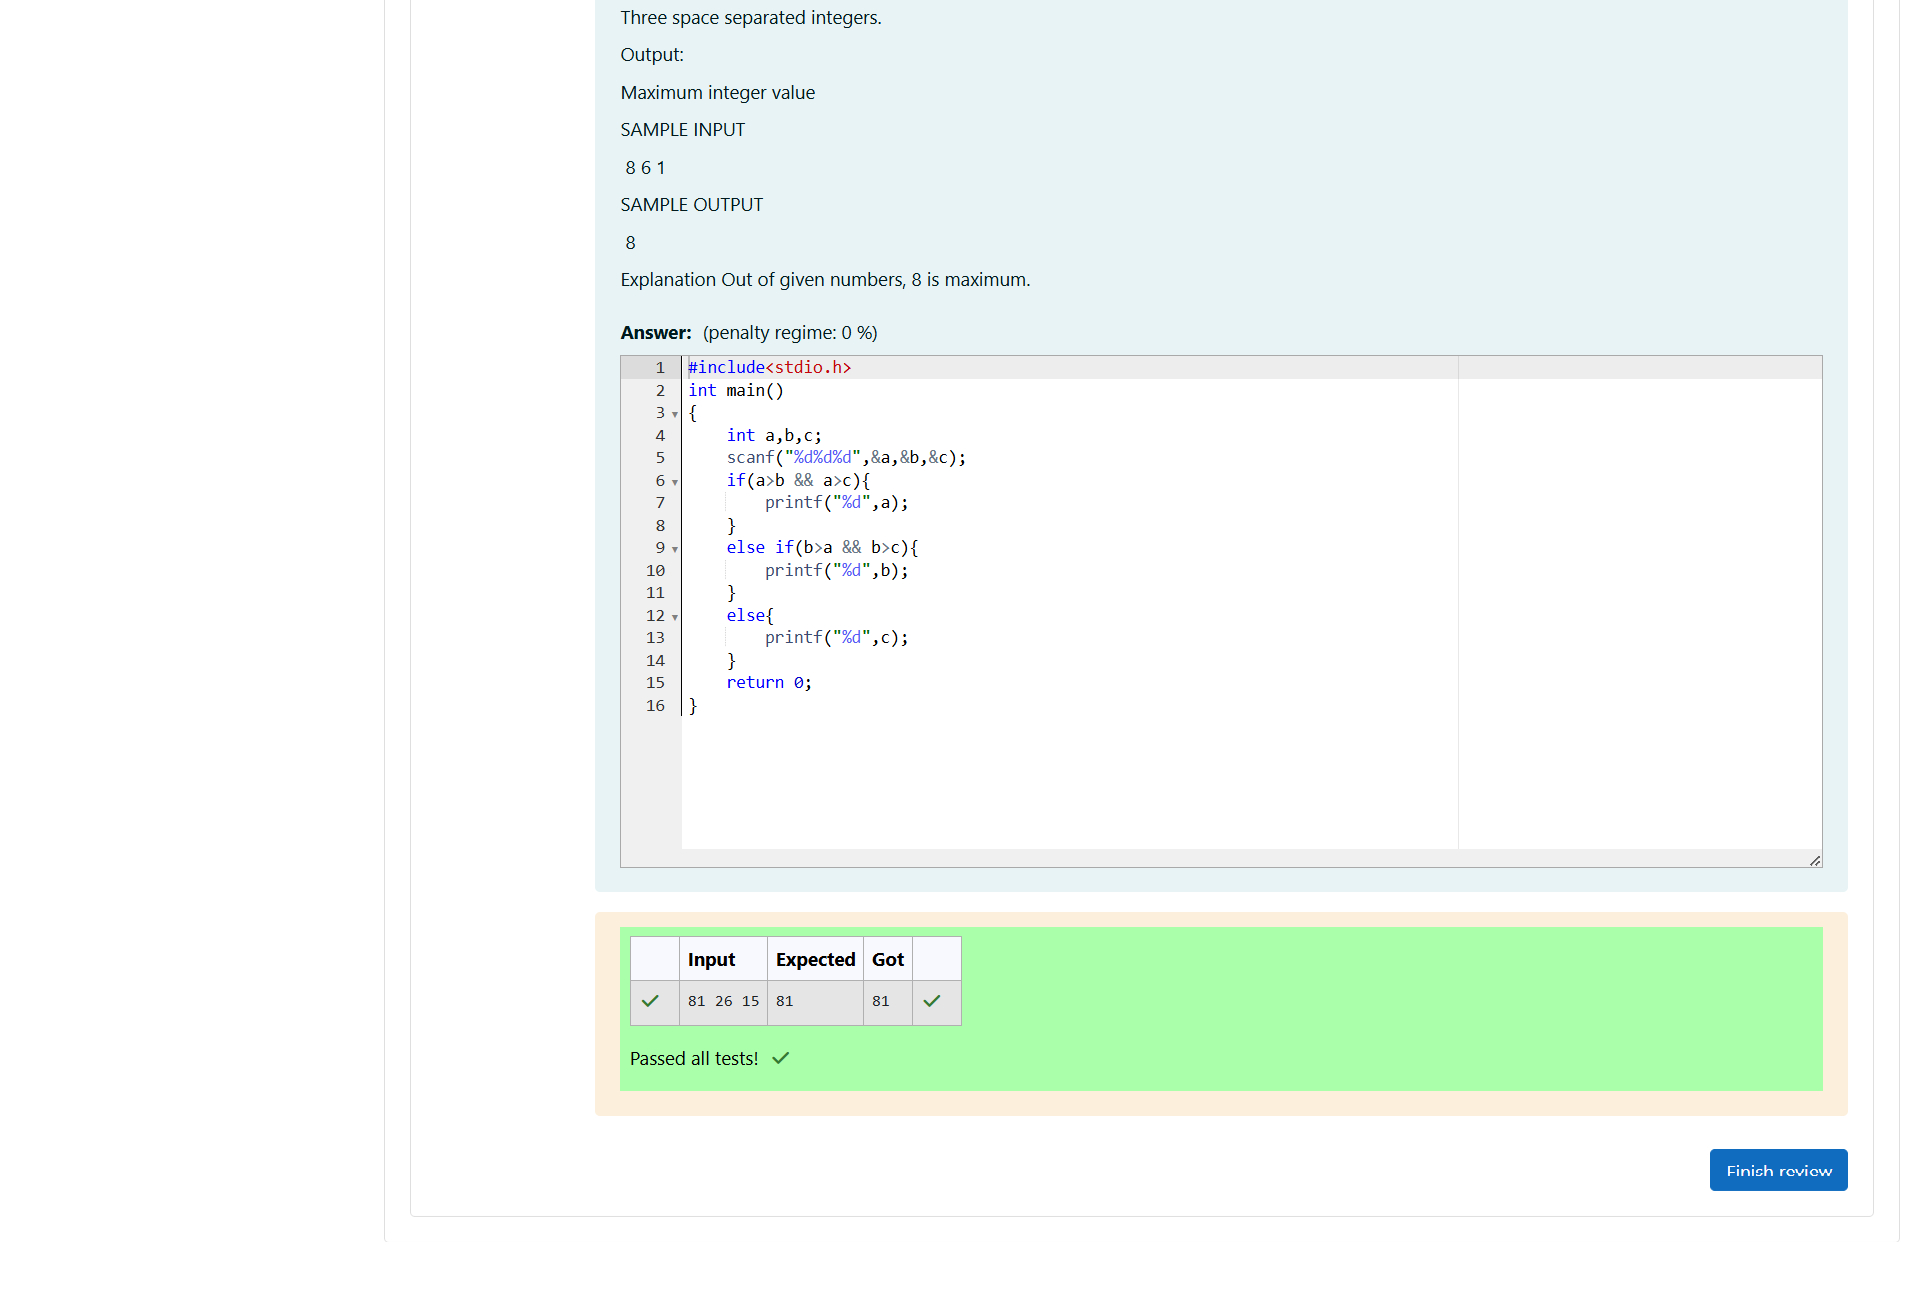 Three space separated integers.
Output:
Maximum integer value
SAMPLE INPUT
8 6 1
SAMPLE OUTPUT
8
Explanation Out of given numbers, 8 is maximum.
Answer: (penalty regime: 0 %)
1 #include<stdio.h>
2 int main()
3 {
4     int a,b,c;
5     scanf("%d%d%d",&a,&b,&c);
6     if(a>b && a>c){
7         printf("%d",a);
8     }
9     else if(b>a && b>c){
10         printf("%d",b);
11     }
12     else{
13         printf("%d",c);
14     }
15     return 0;
16 }
Input Expected Got
81 26 15 81 81
Passed all tests!
Finish review